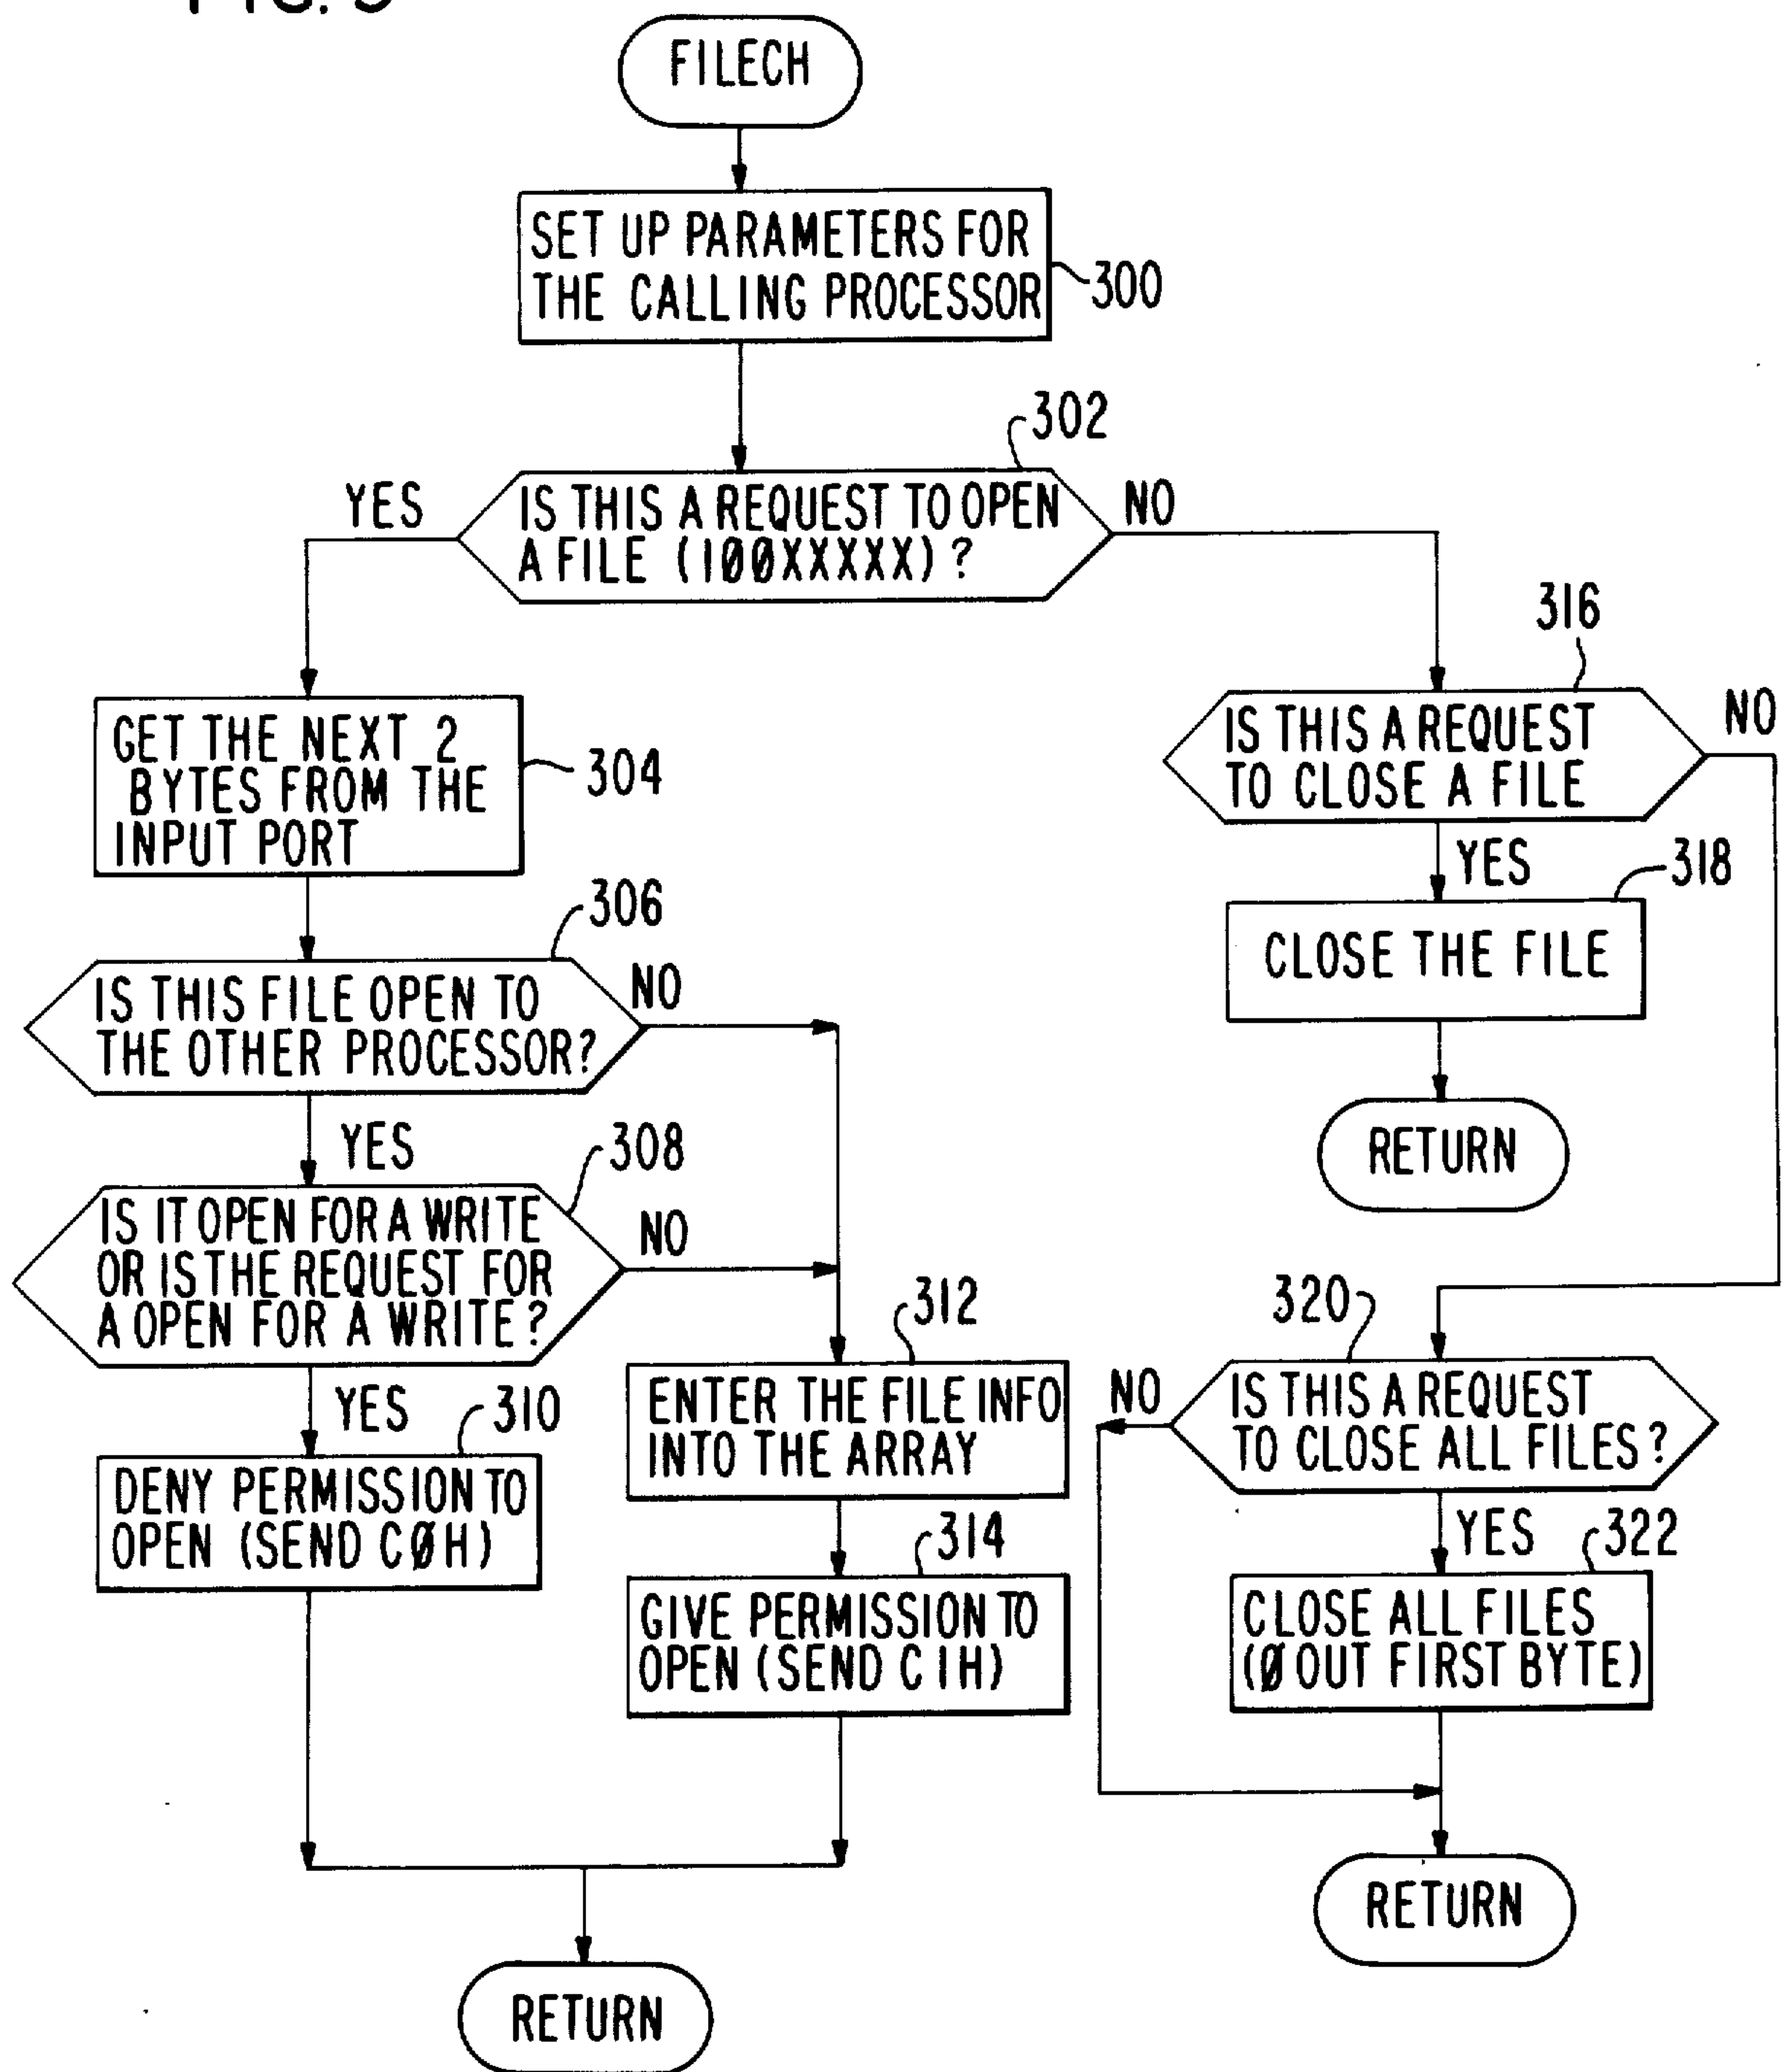 FILECH
SET UP PARAMETERS FOR
THE CALLING PROCESSOR
300
302
YES
IS THIS A REQUEST TO OPEN
A FILE (1ØØXXXXX)?
NO
316
GET THE NEXT 2
BYTES FROM THE
INPUT PORT
304
IS THIS A REQUEST
TO CLOSE A FILE
NO
YES
318
CLOSE THE FILE
RETURN
306
IS THIS FILE OPEN TO
THE OTHER PROCESSOR?
NO
YES
308
IS IT OPEN FOR A WRITE
OR IS THE REQUEST FOR
A OPEN FOR A WRITE?
NO
YES
310
DENY PERMISSION TO
OPEN (SEND CØH)
312
ENTER THE FILE INFO
INTO THE ARRAY
314
GIVE PERMISSION TO
OPEN (SEND C1H)
RETURN
320
NO
IS THIS A REQUEST
TO CLOSE ALL FILES?
YES
322
CLOSE ALL FILES
(Ø OUT FIRST BYTE)
RETURN